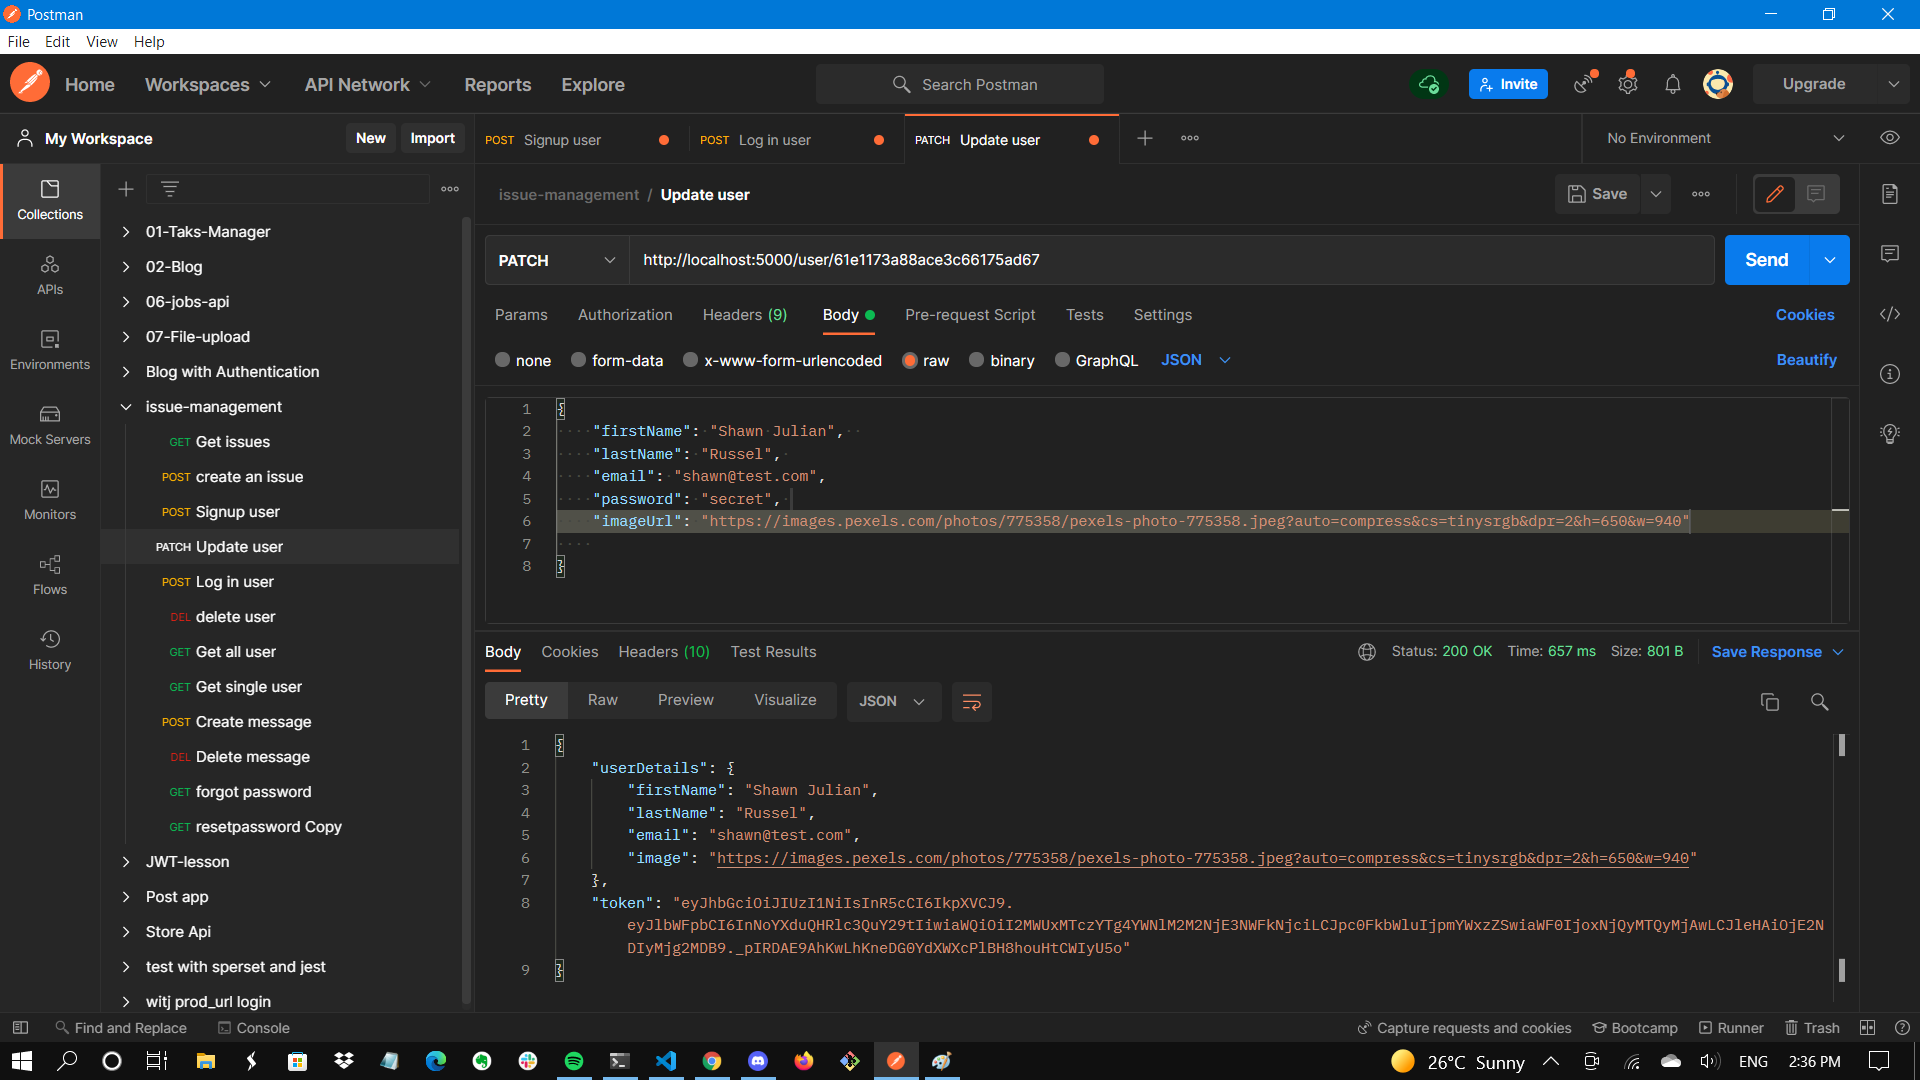 Postman
File Edit View Help
Home Workspaces API Network Reports Explore Search Postman Invite Upgrade
My Workspace New Import POST Signup user POST Log in user PATCH Update user No Environment
Collections
APIs
Environments
Mock Servers
Monitors
Flows
History
01-Taks-Manager
02-Blog
06-jobs-api
07-File-upload
Blog with Authentication
issue-management
GET Get issues
POST create an issue
POST Signup user
PATCH Update user
POST Log in user
DEL delete user
GET Get all user
GET Get single user
POST Create message
DEL Delete message
GET forgot password
GET resetpassword Copy
JWT-lesson
Post app
Store Api
test with sperset and jest
witj prod_url login
issue-management / Update user Save
PATCH http://localhost:5000/user/61e1173a88ace3c66175ad67 Send
Params Authorization Headers (9) Body Pre-request Script Tests Settings Cookies
none form-data x-www-form-urlencoded raw binary GraphQL JSON Beautify
1 {
2 "firstName": "Shawn Julian",
3 "lastName": "Russel",
4 "email": "shawn@test.com",
5 "password": "secret",
6 "imageUrl": "https://images.pexels.com/photos/775358/pexels-photo-775358.jpeg?auto=compress&cs=tinysrgb&dpr=2&h=650&w=940"
7
8 }
Body Cookies Headers (10) Test Results Status: 200 OK Time: 657 ms Size: 801 B Save Response
Pretty Raw Preview Visualize JSON
1 {
2 "userDetails": {
3 "firstName": "Shawn Julian",
4 "lastName": "Russel",
5 "email": "shawn@test.com",
6 "image": "https://images.pexels.com/photos/775358/pexels-photo-775358.jpeg?auto=compress&cs=tinysrgb&dpr=2&h=650&w=940"
7 },
8 "token": "eyJhbGciOiJIUzI1NiIsInR5cCI6IkpXVCJ9.
eyJlbWFpbCI6InNoYXduQHRlc3QuY29tIiwiaWQiOiI2MWUxMTczYTg4YWNlM2M2NjE3NWFkNjciLCJpc0FkbWluIjpmYWxzZSwiaWF0IjoxNjQyMTQyMjAwLCJleHAiOjE2N
DIyMjg2MDB9._pIRDAE9AhKwLhKneDG0YdXWXcPlBH8houHtCWIyU5o"
9 }
Find and Replace Console Capture requests and cookies Bootcamp Runner Trash
26°C Sunny ENG 2:36 PM